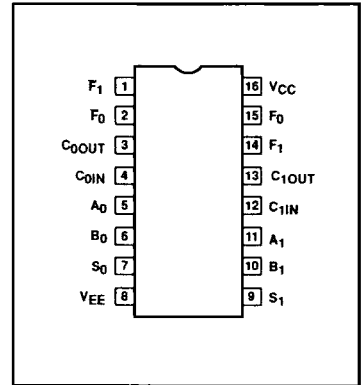 F₁ 1 16 VCC
F₀ 2 15 F₀
C₀OUT 3 14 F₁
C₀IN 4 13 C₁OUT
A₀ 5 12 C₁IN
B₀ 6 11 A₁
S₀ 7 10 B₁
VEE 8 9 S₁